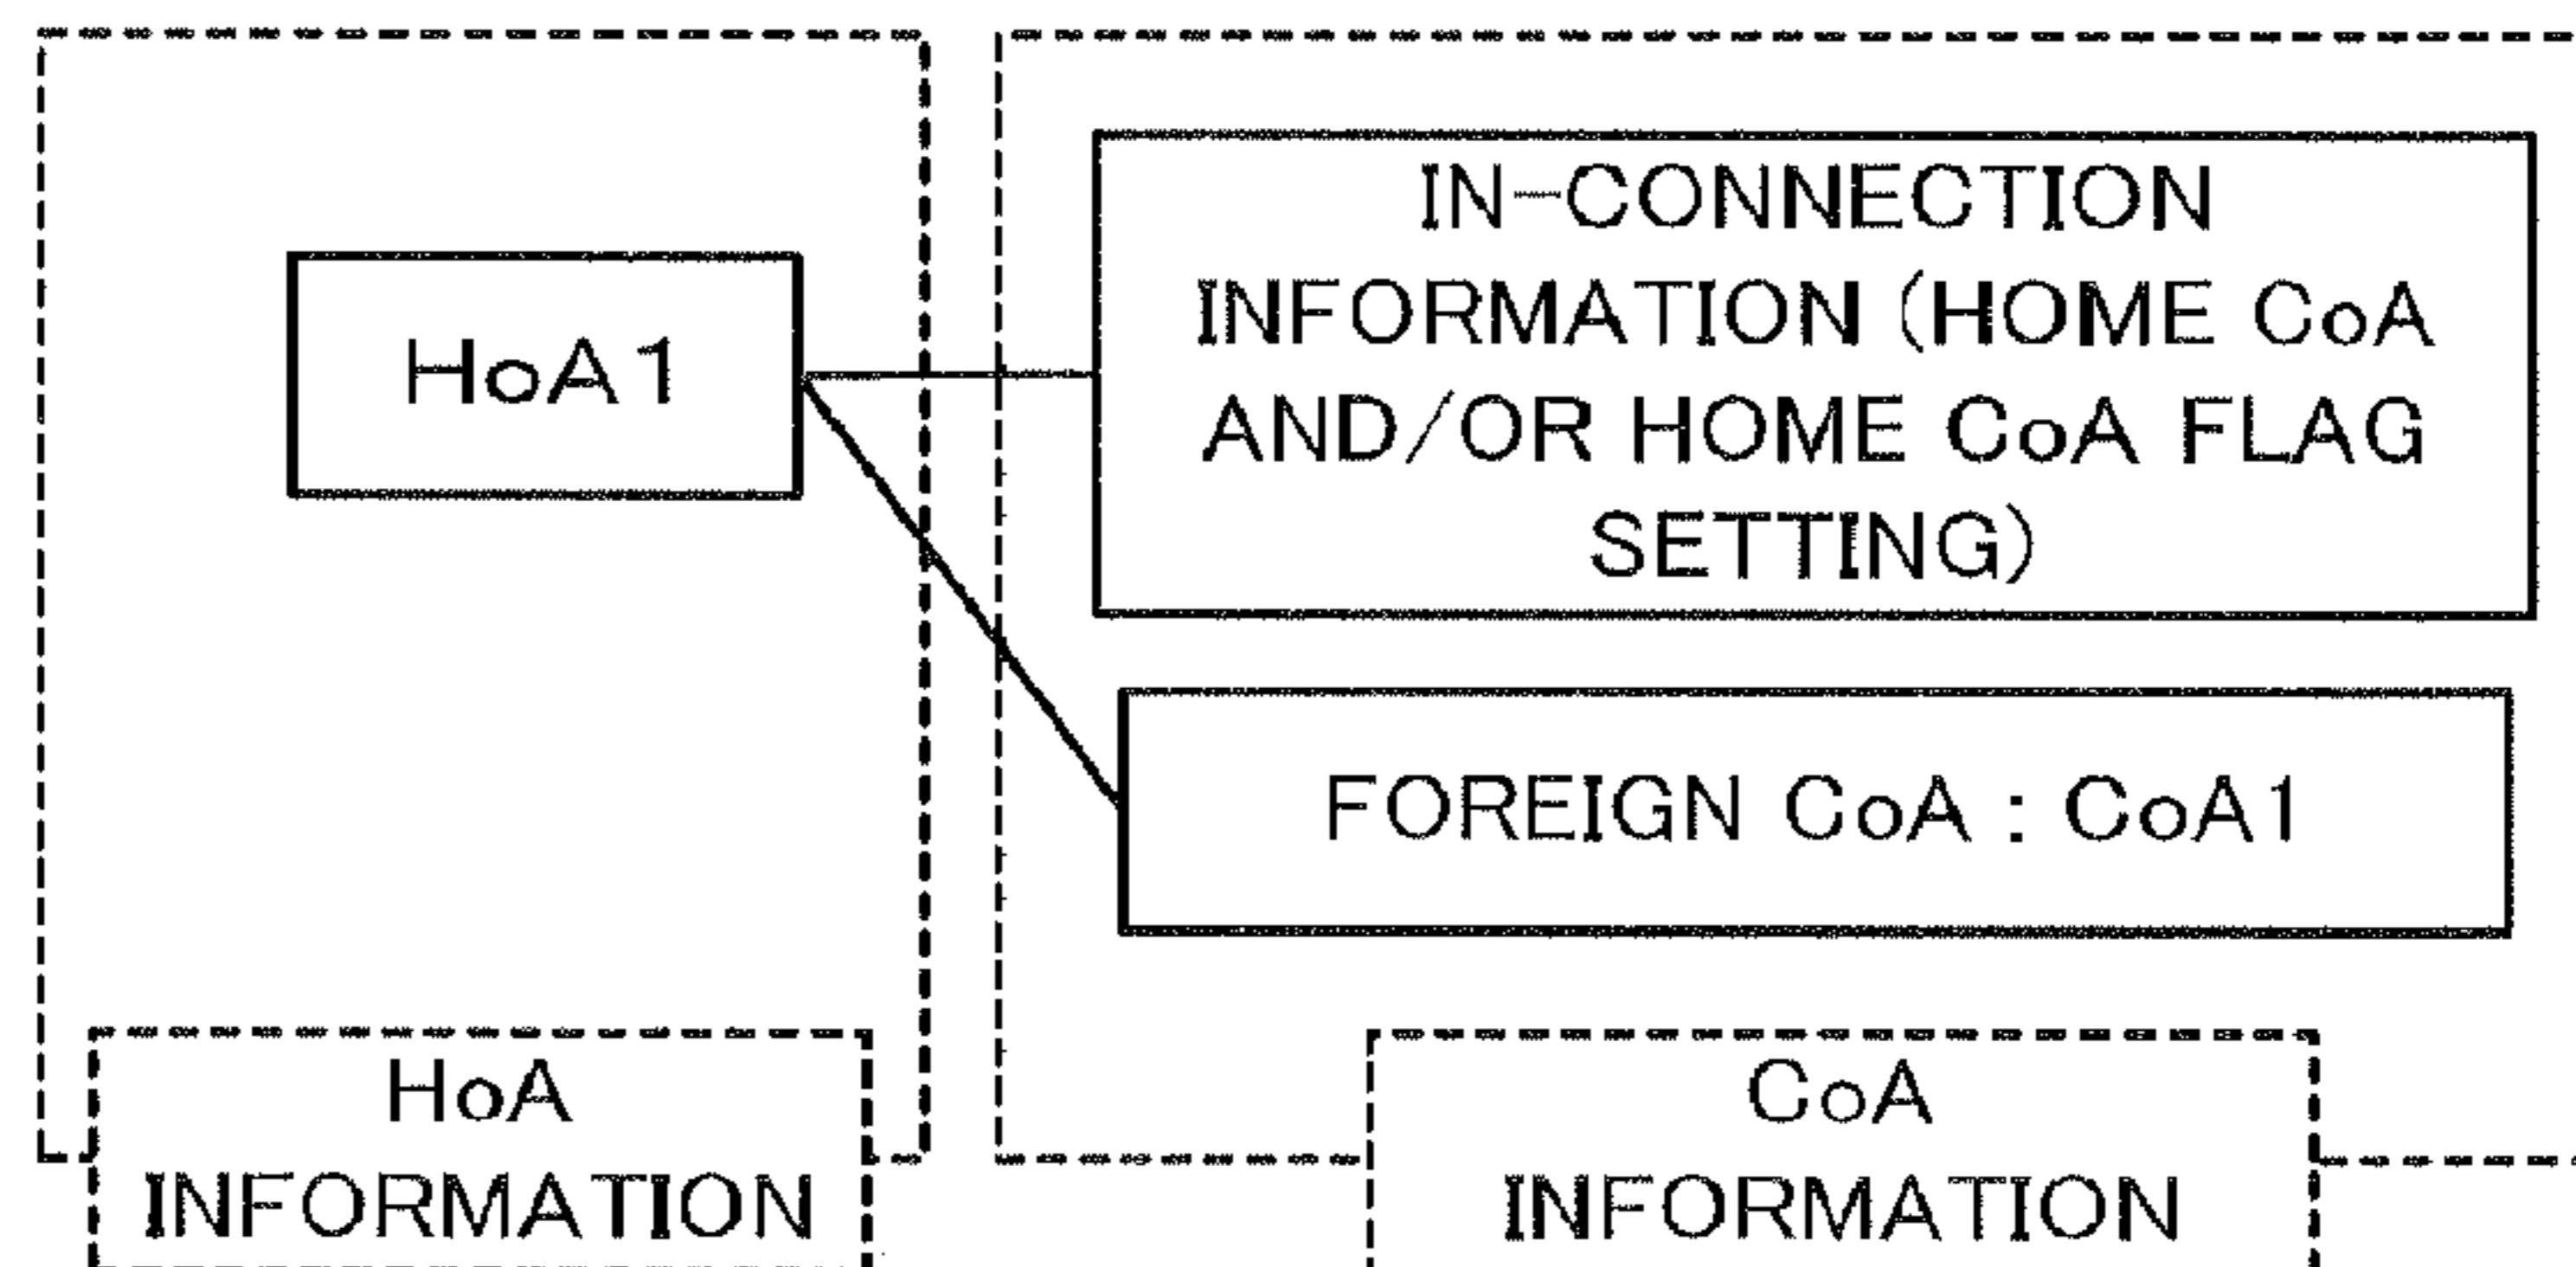 HoA1
IN-CONNECTION
INFORMATION (HOME CoA
AND/OR HOME CoA FLAG
SETTING)
FOREIGN CoA : CoA1
HoA
INFORMATION
CoA
INFORMATION